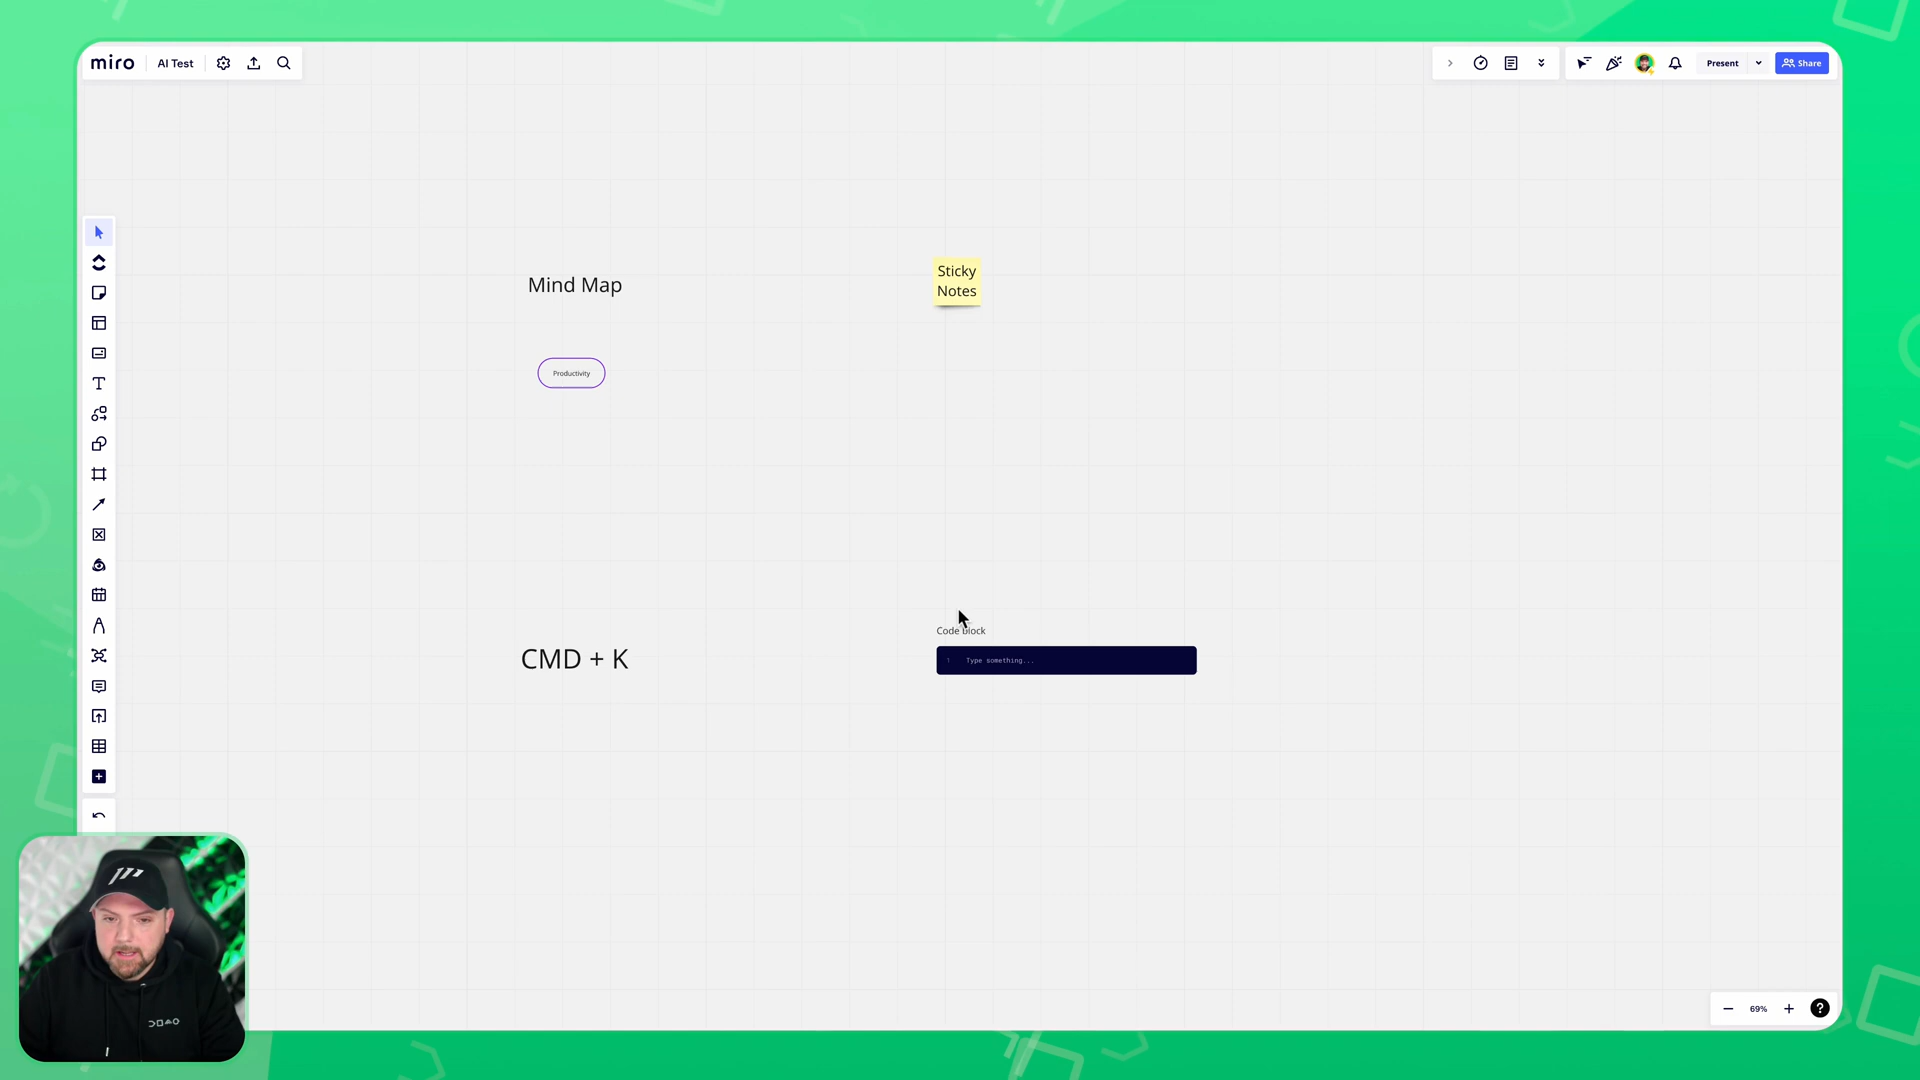 miro
AI Test
Present
Share
Mind Map
Sticky
Notes
Productivity
Code block
CMD + K
1 Type something...
69%
?